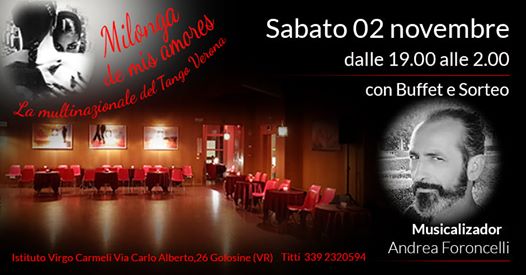 Milonga
de mis amores
La multinazionale del Tango Verona
Sabato 02 novembre
dalle 19.00 alle 2.00
con Buffet e Sorteo
Musicalizador
Andrea Foroncelli
Istituto Virgo Carmeli Via Carlo Alberto,26 Golosine (VR) Titti 339 2320594